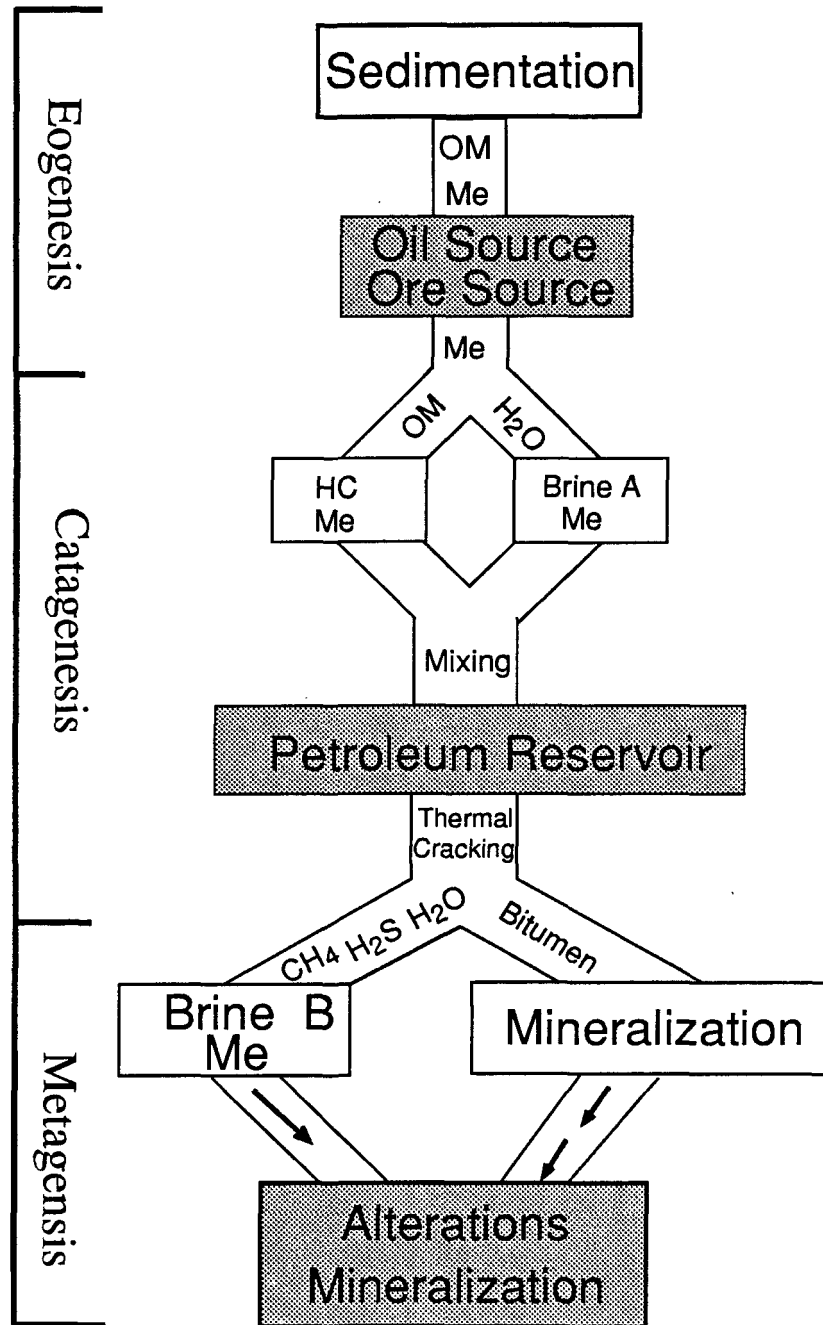 Eogenesis
Sedimentation
OM
Me
Oil Source
Ore Source
Me
Catagenesis
OM
H₂O
HC
Me
Brine A
Me
Mixing
Petroleum Reservoir
Thermal
Cracking
Metagensis
CH4 H₂S H₂O
Bitumen
Brine B
Me
Mineralization
Alterations
Mineralization